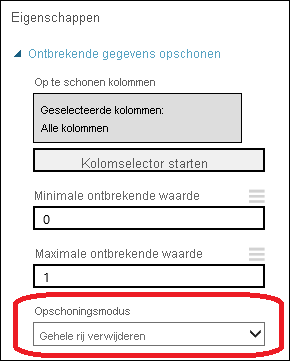 Eigenschappen
Ontbrekende gegevens opschonen
Op te schonen kolommen
Geselecteerde kolommen:
Alle kolommen
Kolomselector starten
Minimale ontbrekende waarde
0
Maximale ontbrekende waarde
1
Opschoningsmodus
Gehele rij verwijderen